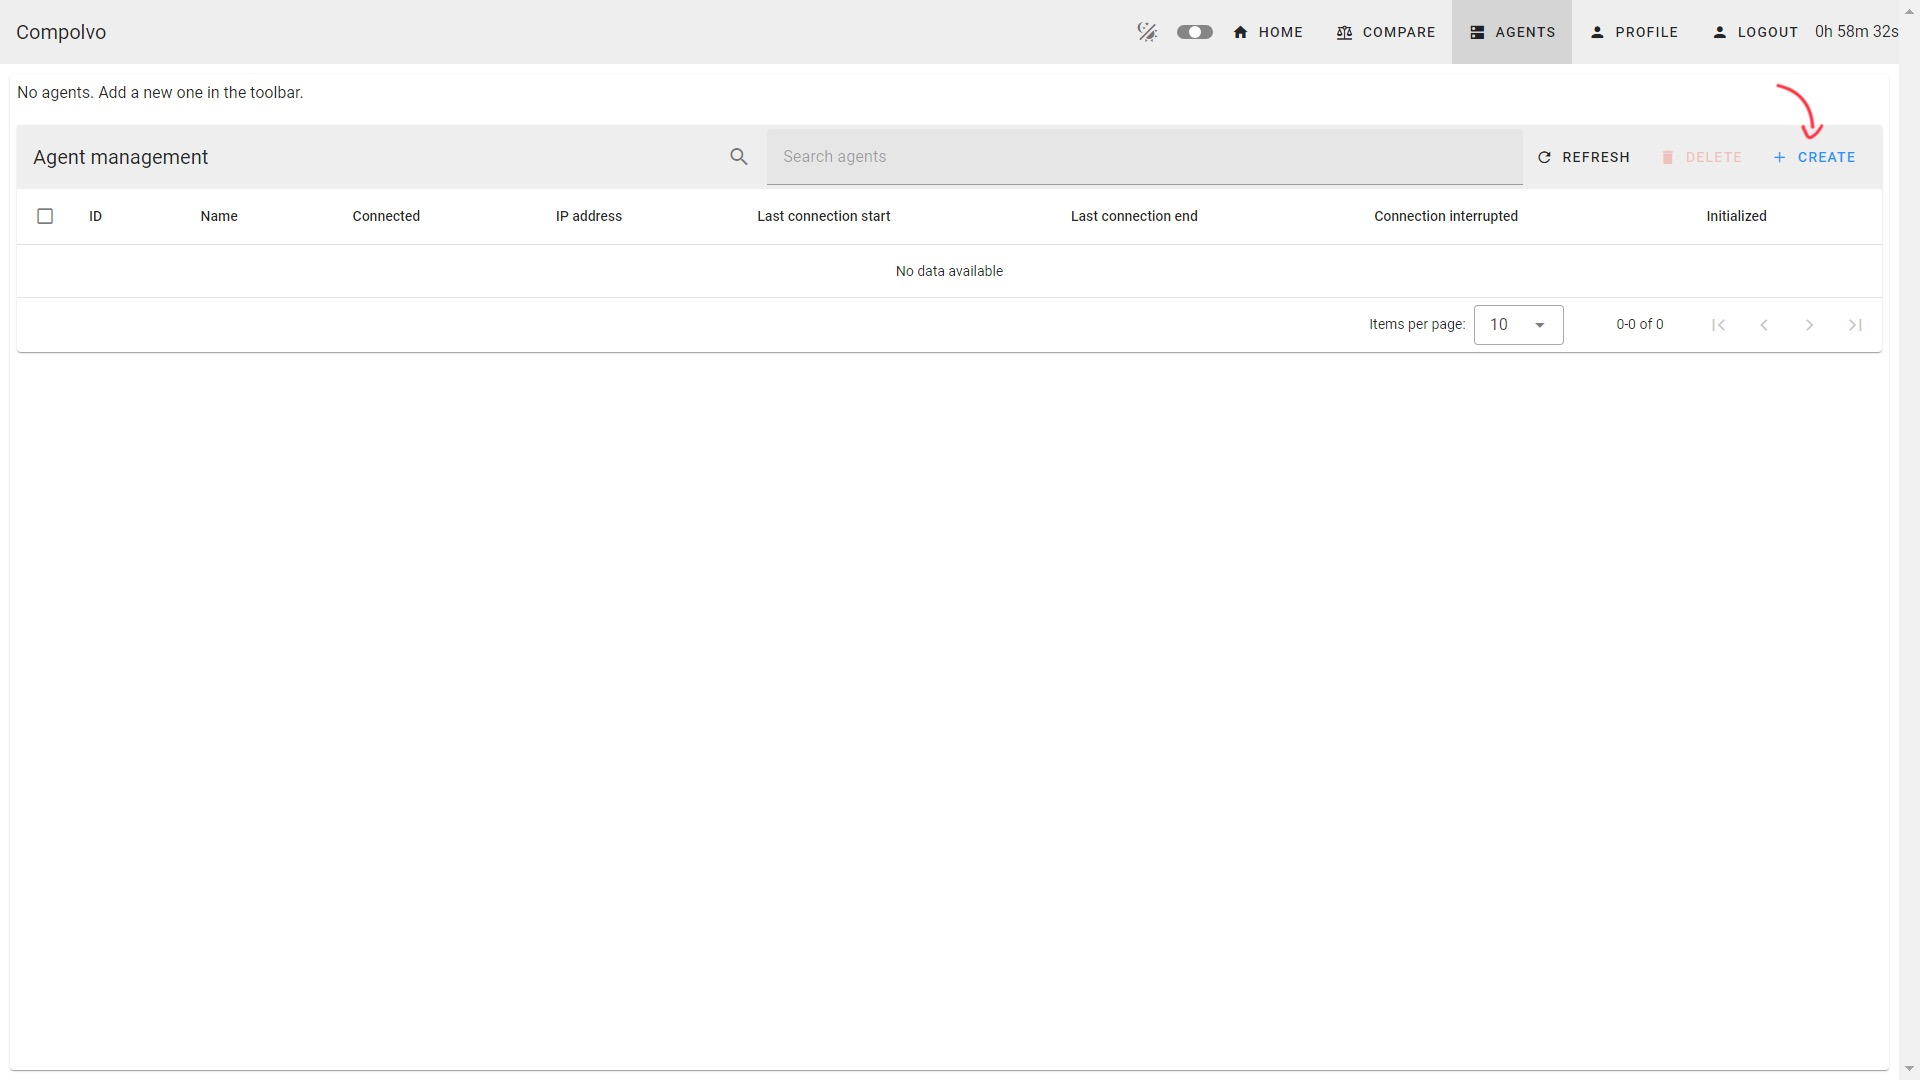 Compolvo
HOME
COMPARE
AGENTS
PROFILE
LOGOUT
0h 58m 32s
No agents. Add a new one in the toolbar.
Agent management
Search agents
REFRESH
DELETE
CREATE
ID
Name
Connected
IP address
Last connection start
Last connection end
Connection interrupted
Initialized
No data available
Items per page:
10
0-0 of 0